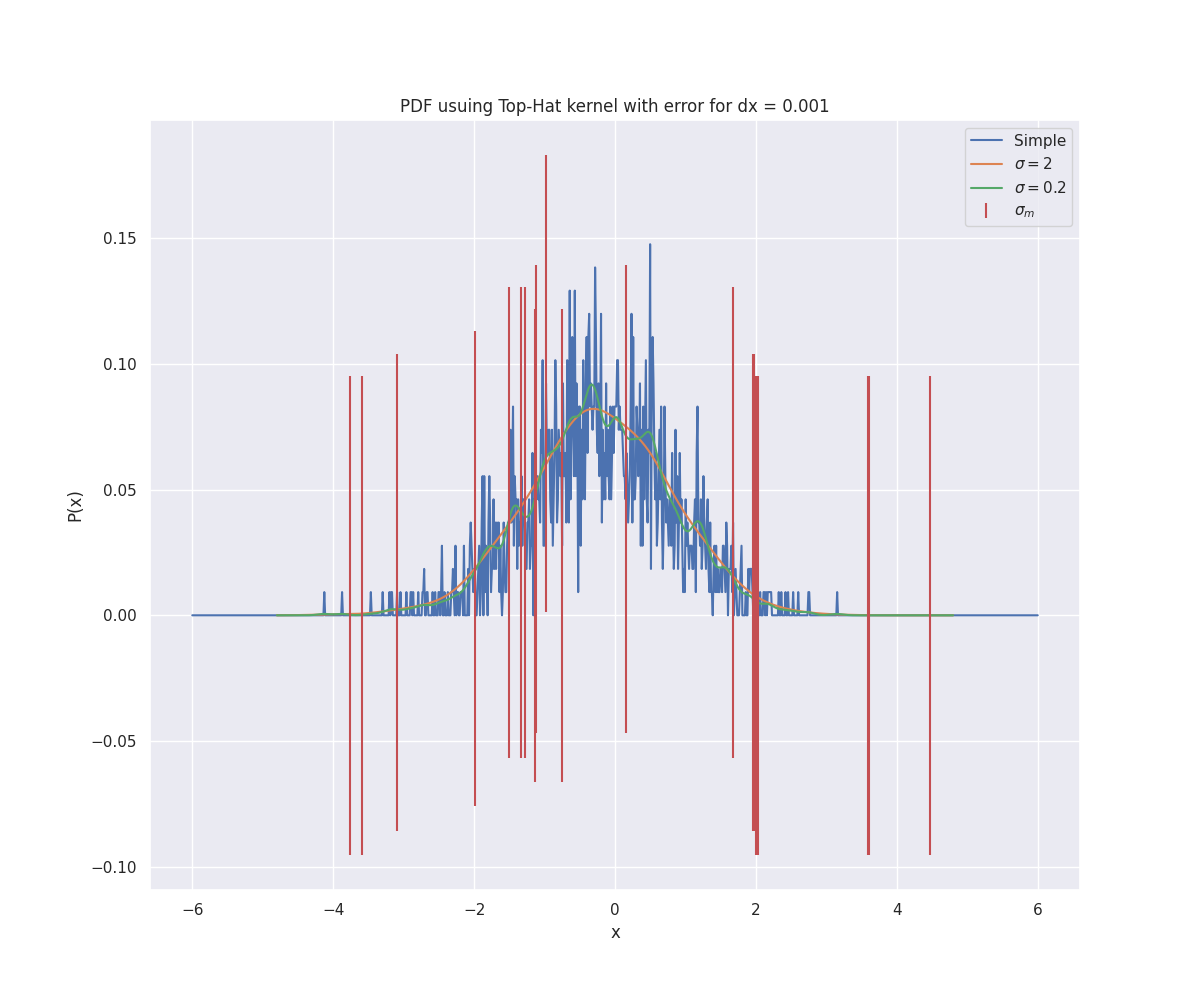 PDF usuing Top-Hat kernel with error for dx = 0.001
Simple
σ = 2
σ = 0.2
σₘ
0.15
0.10
0.05
0.00
−0.05
−0.10
P(x)
−6
−4
−2
0
2
4
6
x